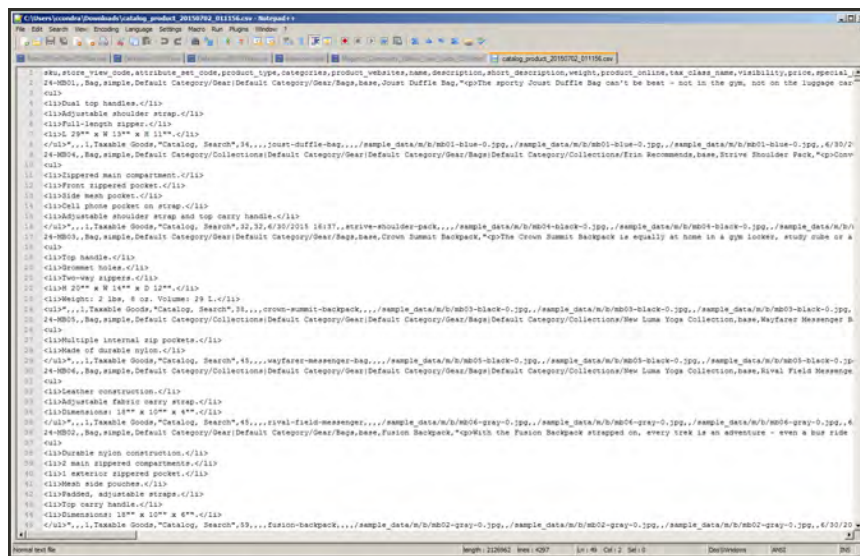 C:\Users\ccondra\Downloads\catalog_product_20150702_011156.csv - Notepad++
File Edit Search View Encoding Language Settings Macro Run Plugins Window ?
catalog_product_20150702_011156.csv
sku,store_view_code,attribute_set_code,product_type,categories,product_websites,name,description,short_description,weight,product_online,tax_class_name,visibility,price,special_
24-MB01,,Bag,simple,Default Category/Gear|Default Category/Gear/Bags,base,Joust Duffle Bag,"<p>The sporty Joust Duffle Bag can't be beat - not in the gym, not on the luggage car
<ul>
<li>Dual top handles.</li>
<li>Adjustable shoulder strap.</li>
<li>Full-length zipper.</li>
<li>L 29"" x W 13"" x H 11"".</li>
</ul>",,,1,Taxable Goods,"Catalog, Search",34,,,,joust-duffle-bag,,,,/sample_data/m/b/mb01-blue-0.jpg,,/sample_data/m/b/mb01-blue-0.jpg,,/sample_data/m/b/mb01-blue-0.jpg,,6/30/2
24-MB04,,Bag,simple,Default Category/Collections|Default Category/Gear|Default Category/Gear/Bags|Default Category/Collections/Erin Recommends,base,Strive Shoulder Pack,"<p>Conv
<ul>
<li>Zippered main compartment.</li>
<li>Front zippered pocket.</li>
<li>Side mesh pocket.</li>
<li>Cell phone pocket on strap.</li>
<li>Adjustable shoulder strap and top carry handle.</li>
</ul>",,,1,Taxable Goods,"Catalog, Search",32,32,6/30/2015 18:37,,strive-shoulder-pack,,,,/sample_data/m/b/mb04-black-0.jpg,,/sample_data/m/b/mb04-black-0.jpg,,/sample_data/m/b/m
24-MB03,,Bag,simple,Default Category/Gear|Default Category/Gear/Bags,base,Crown Summit Backpack,"<p>The Crown Summit Backpack is equally at home in a gym locker, study cube or a
<ul>
<li>Top handle.</li>
<li>Grommet holes.</li>
<li>Two-way zippers.</li>
<li>H 20"" x W 14"" x D 12"".</li>
<li>Weight: 2 lbs, 8 oz. Volume: 29 L.</li>
<ul>",,,1,Taxable Goods,"Catalog, Search",38,,,,crown-summit-backpack,,,,/sample_data/m/b/mb03-black-0.jpg,,/sample_data/m/b/mb03-black-0.jpg,,/sample_data/m/b/mb03-black-0.jpg,
24-MB05,,Bag,simple,Default Category/Collections|Default Category/Gear|Default Category/Gear/Bags|Default Category/Collections/New Luma Yoga Collection,base,Wayfarer Messenger B
<ul>
<li>Multiple internal zip pockets.</li>
<li>Made of durable nylon.</li>
</ul>",,,1,Taxable Goods,"Catalog, Search",45,,,,wayfarer-messenger-bag,,,,/sample_data/m/b/mb05-black-0.jpg,,/sample_data/m/b/mb05-black-0.jpg,,/sample_data/m/b/mb05-black-0.jp
24-MB06,,Bag,simple,Default Category/Collections|Default Category/Gear|Default Category/Gear/Bags|Default Category/Collections/New Luma Yoga Collection,base,Rival Field Messenge
<ul>
<li>Leather construction.</li>
<li>Adjustable fabric carry strap.</li>
<li>Dimensions: 18"" x 10"" x 4"".</li>
</ul>",,,1,Taxable Goods,"Catalog, Search",45,,,,rival-field-messenger,,,,/sample_data/m/b/mb06-gray-0.jpg,,/sample_data/m/b/mb06-gray-0.jpg,,/sample_data/m/b/mb06-gray-0.jpg,,6
24-MB02,,Bag,simple,Default Category/Gear|Default Category/Gear/Bags,base,Fusion Backpack,"<p>With the Fusion Backpack strapped on, every trek is an adventure - even a bus ride
<ul>
<li>Durable nylon construction.</li>
<li>2 main zippered compartments.</li>
<li>1 exterior zippered pocket.</li>
<li>Mesh side pouches.</li>
<li>Padded, adjustable straps.</li>
<li>Top carry handle.</li>
<li>Dimensions: 18"" x 10"" x 6"".</li>
</ul>",,,1,Taxable Goods,"Catalog, Search",59,,,,fusion-backpack,,,,/sample_data/m/b/mb02-gray-0.jpg,,/sample_data/m/b/mb02-gray-0.jpg,,/sample_data/m/b/mb02-gray-0.jpg,,6/30/20
Normal text file length : 2126962 lines : 4297 Ln : 49 Col : 2 Sel : 0 Dos\Windows ANSI INS